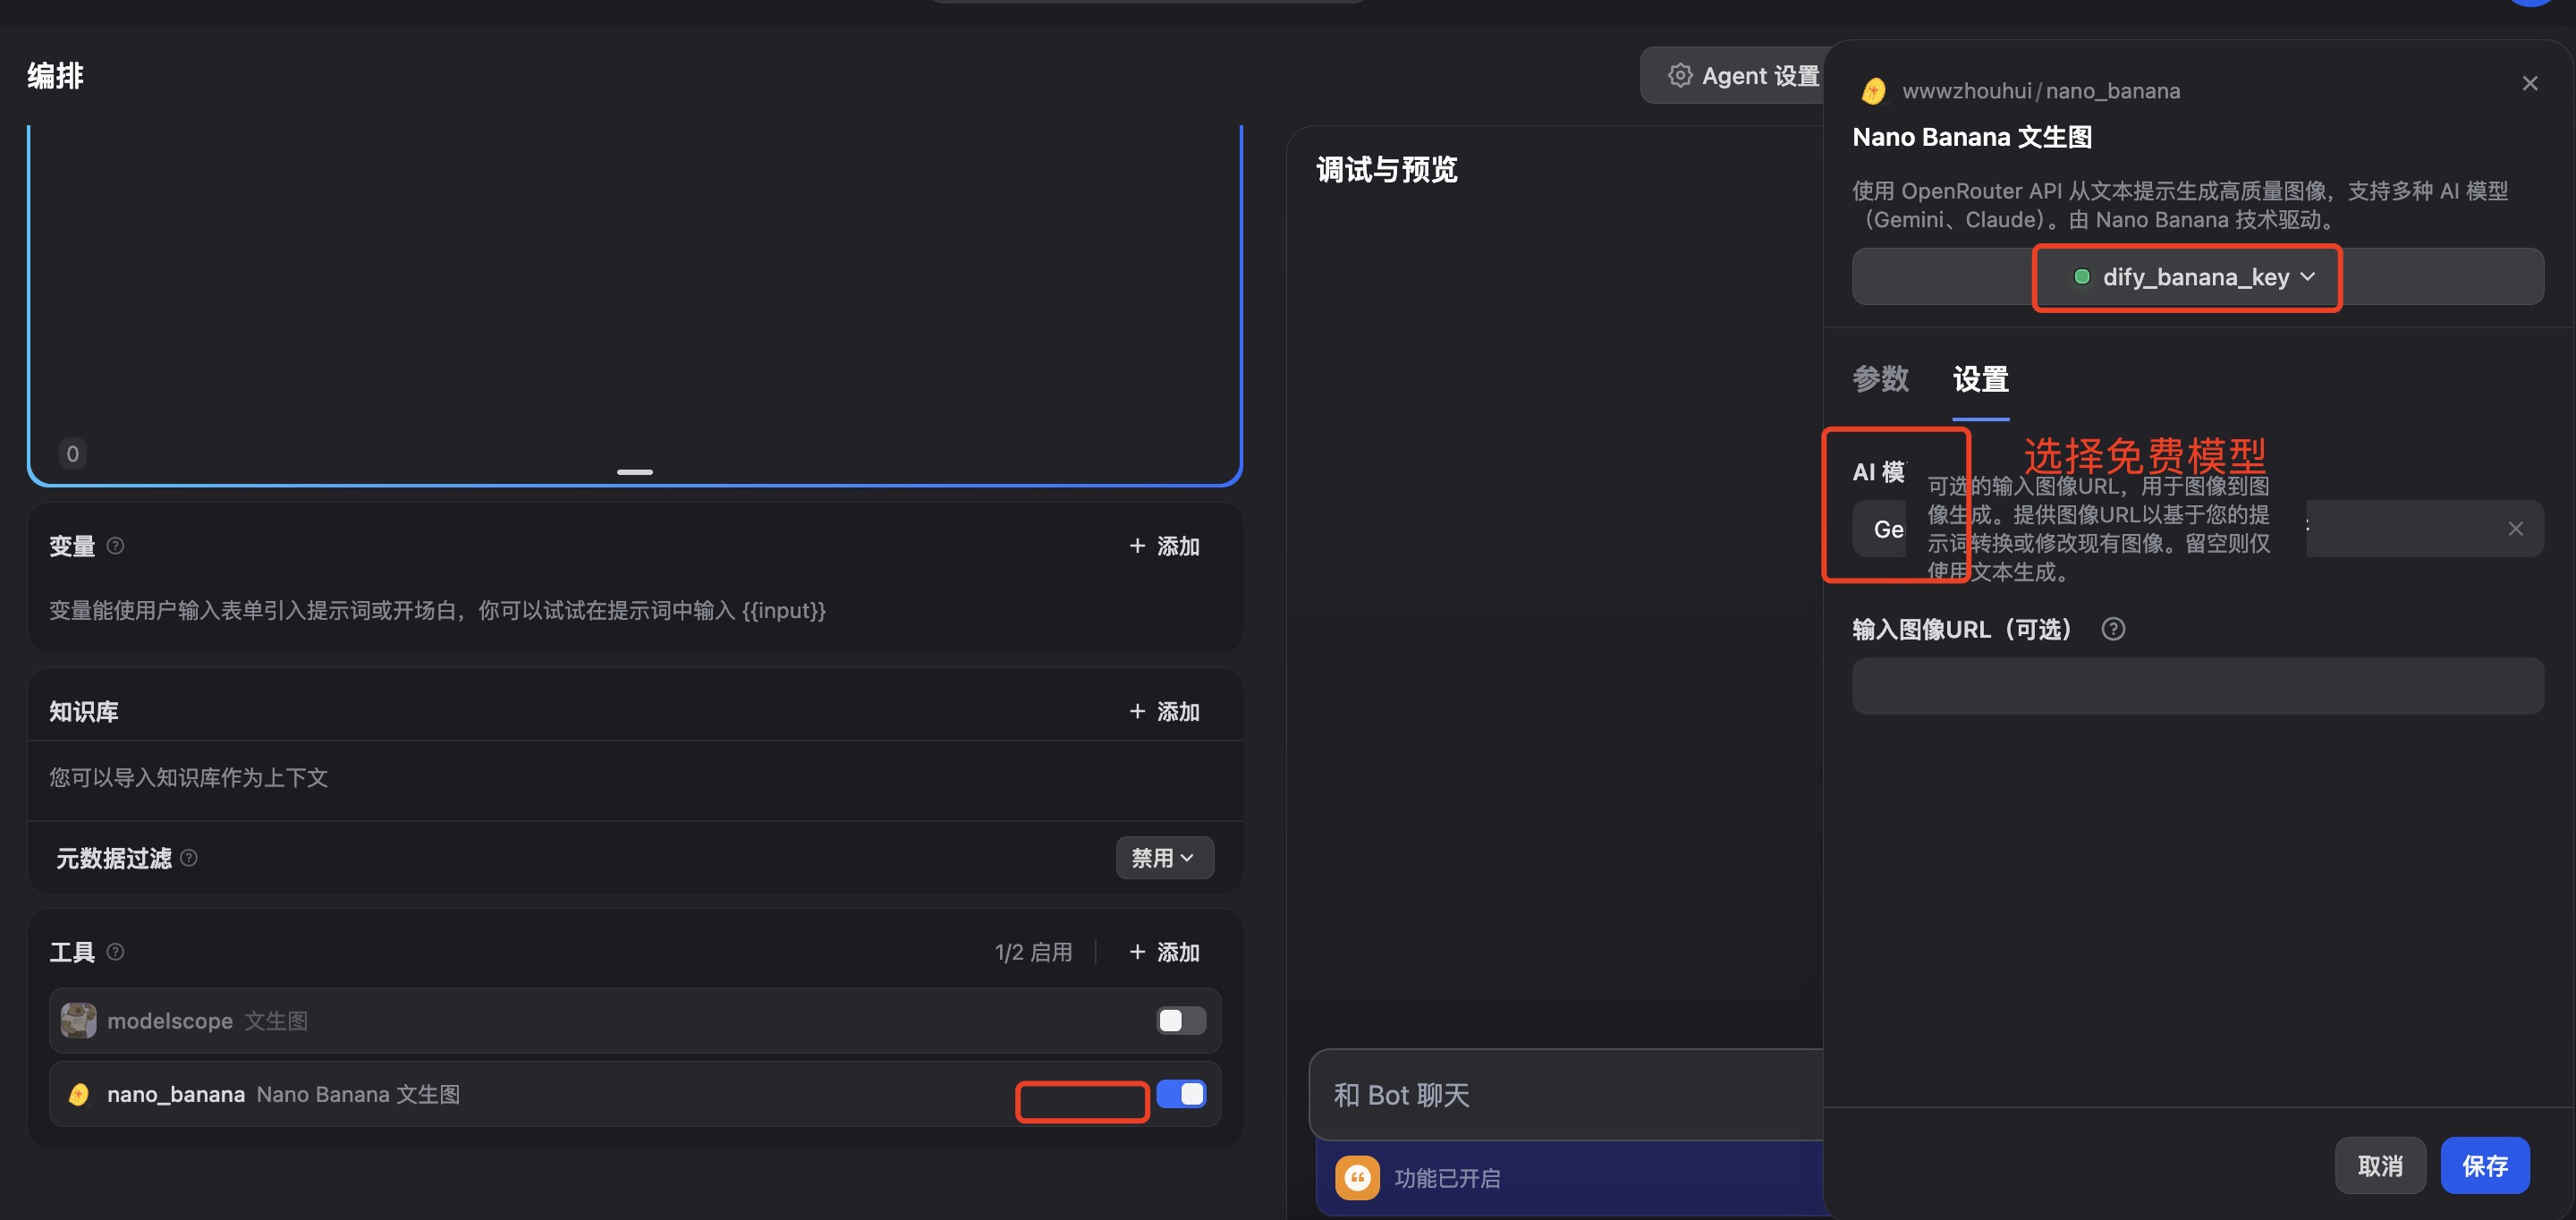 编排
Agent 设置
0
变量
+ 添加
变量能使用户输入表单引入提示词或开场白，你可以试试在提示词中输入 {{input}}
知识库
+ 添加
您可以导入知识库作为上下文
元数据过滤
禁用
工具
1/2 启用
+ 添加
modelscope 文生图
nano_banana Nano Banana 文生图
调试与预览
和 Bot 聊天
功能已开启
wwwzhouhui/nano_banana
Nano Banana 文生图
使用 OpenRouter API 从文本提示生成高质量图像，支持多种 AI 模型
（Gemini、Claude）。由 Nano Banana 技术驱动。
dify_banana_key
参数 设置
选择免费模型
AI 模
Ge
可选的输入图像URL，用于图像到图
像生成。提供图像URL以基于您的提
示词转换或修改现有图像。留空则仅
使用文本生成。
输入图像URL（可选）
取消
保存